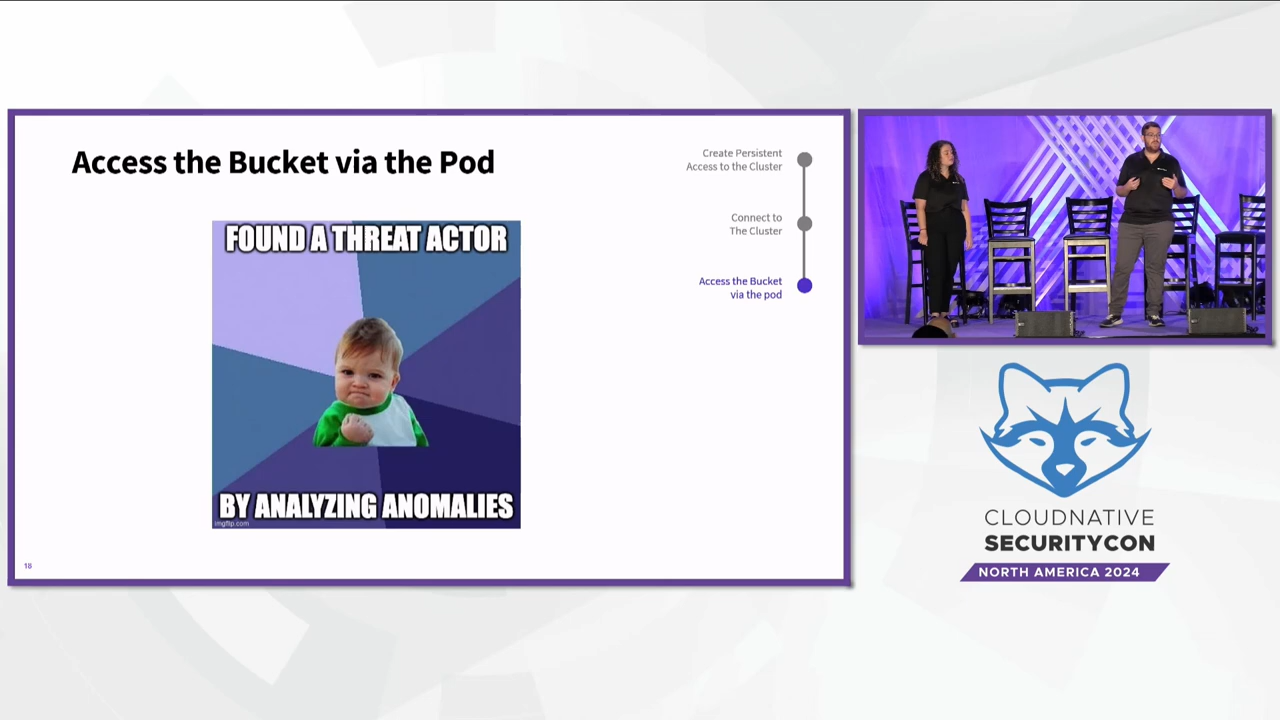 Access the Bucket via the Pod
Create Persistent
Access to the Cluster
Connect to
The Cluster
Access the Bucket
via the pod
FOUND A THREAT ACTOR
BY ANALYZING ANOMALIES
imgflip.com
18
CLOUDNATIVE
SECURITYCON
NORTH AMERICA 2024